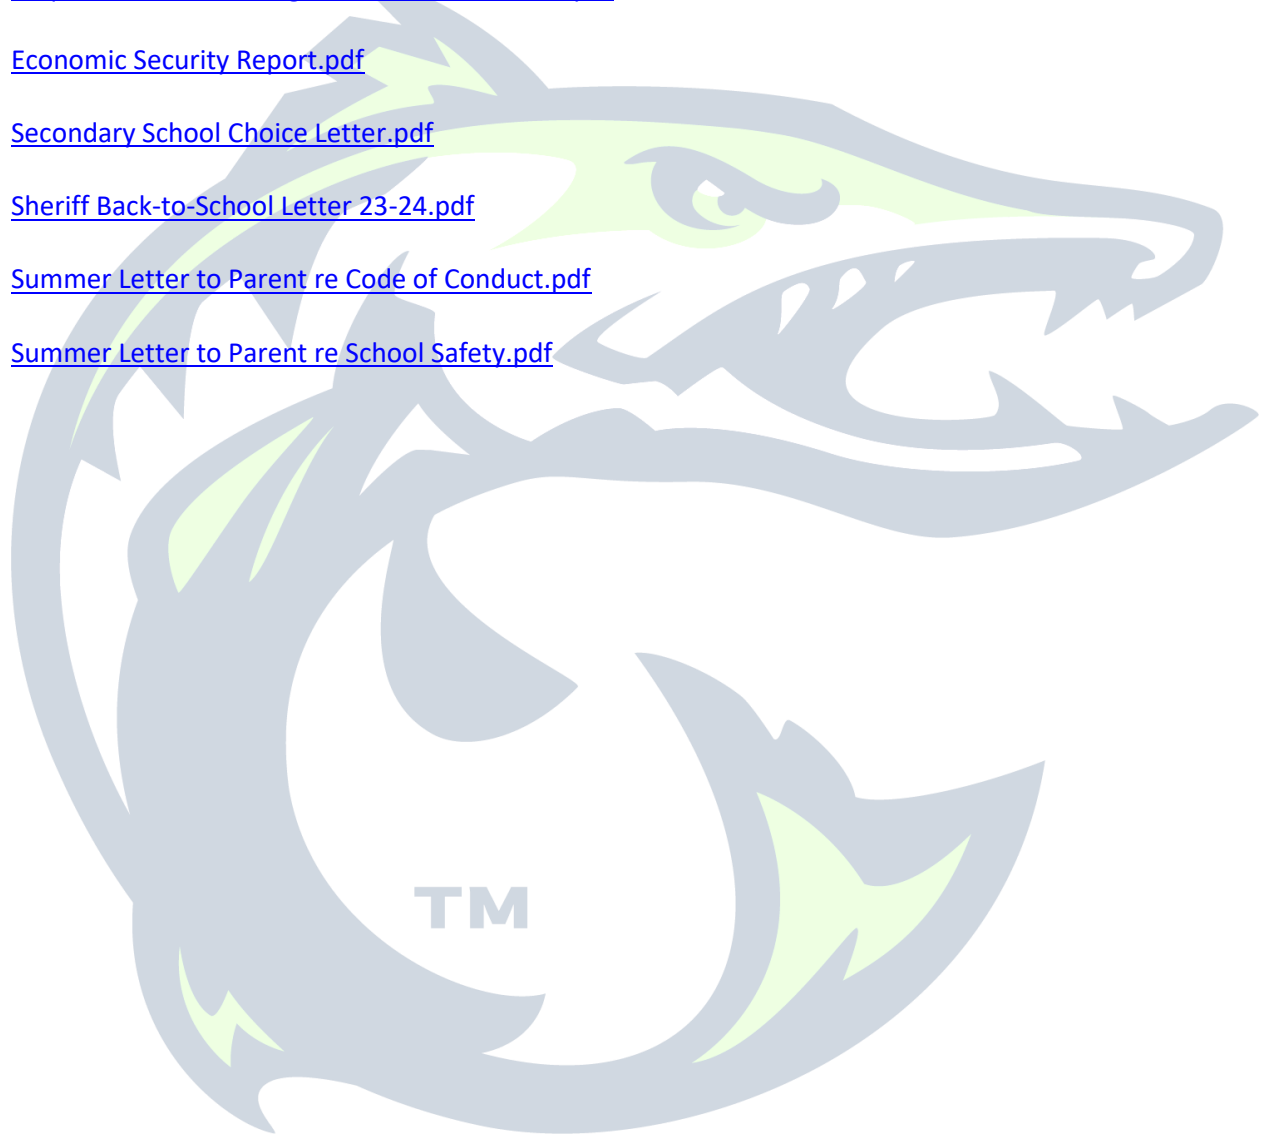 Economic Security Report.pdf
Secondary School Choice Letter.pdf
Sheriff Back-to-School Letter 23-24.pdf
Summer Letter to Parent re Code of Conduct.pdf
Summer Letter to Parent re School Safety.pdf
TM